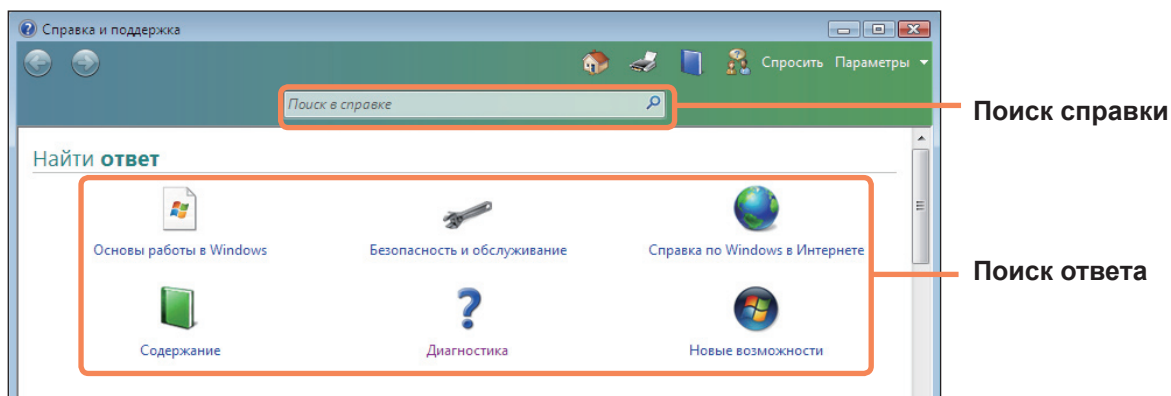 Справка и поддержка
Спросить Параметры
Поиск в справке
Поиск справки
Найти ответ
Основы работы в Windows
Безопасность и обслуживание
Справка по Windows в Интернете
Поиск ответа
Содержание
Диагностика
Новые возможности